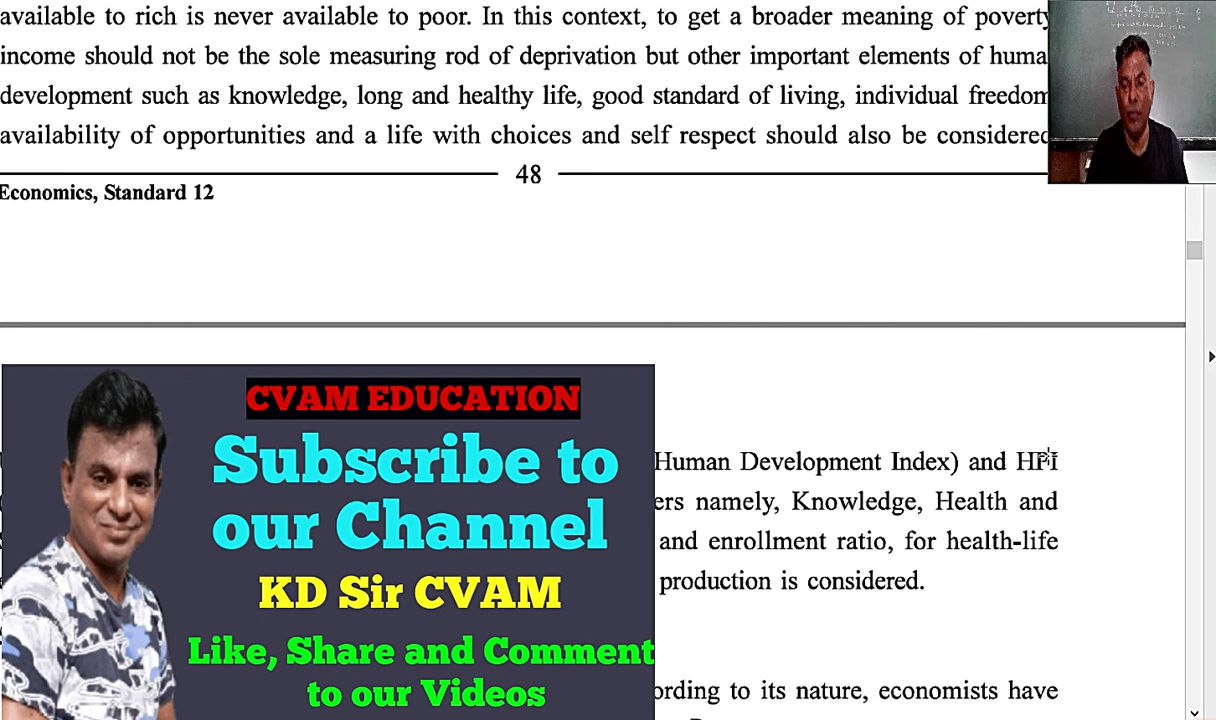 available to rich is never available to poor. In this context, to get a broader meaning of poverty
income should not be the sole measuring rod of deprivation but other important elements of huma
development such as knowledge, long and healthy life, good standard of living, individual freedom
availability of opportunities and a life with choices and self respect should also be considered
48
Economics, Standard 12
CVAM EDUCATION
Subscribe to
our Channel
KD Sir CVAM
Like, Share and Comment
to our Videos
Human Development Index) and HPI
ers namely, Knowledge, Health and
and enrollment ratio, for health-life
production is considered.
ording to its nature, economists have